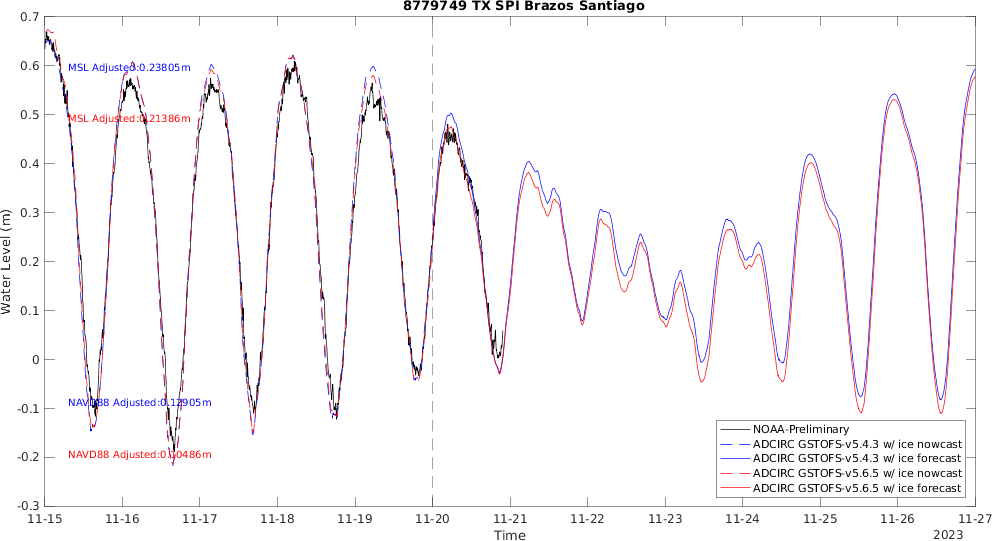 8779749 TX SPI Brazos Santiago
0.7
0.6
0.5
0.4
0.3
0.2
0.1
0
-0.1
-0.2
-0.3
Water Level (m)
MSL Adjusted:0.23805m
MSL Adjusted:0.21386m
NAVD88 Adjusted:0.12905m
NAVD88 Adjusted:0.10486m
NOAA-Preliminary
ADCIRC GSTOFS-v5.4.3 w/ ice nowcast
ADCIRC GSTOFS-v5.4.3 w/ ice forecast
ADCIRC GSTOFS-v5.6.5 w/ ice nowcast
ADCIRC GSTOFS-v5.6.5 w/ ice forecast
11-15 11-16 11-17 11-18 11-19 11-20 11-21 11-22 11-23 11-24 11-25 11-26 11-27
Time
2023